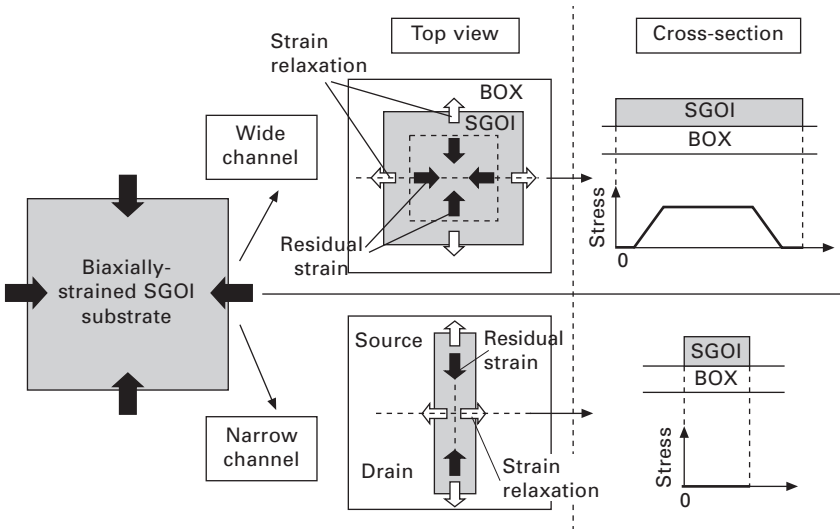 Top view
Cross-section
Strain
relaxation
BOX
SGOI
Wide
channel
Residual
strain
SGOI
BOX
Stress
0
Biaxially-
strained SGOI
substrate
Source
Residual
strain
Narrow
channel
Drain
Strain
relaxation
SGOI
BOX
Stress
0